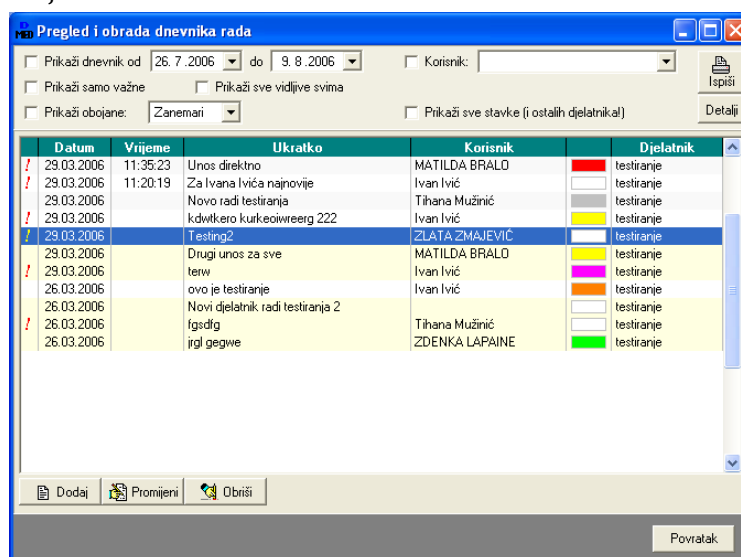 D
MED Pregled i obrada dnevnika rada
Prikaži dnevnik od 26. 7 .2006 do 9. 8 .2006 Korisnik:
Ispiši
Prikaži samo važne Prikaži sve vidljive svima
Prikaži obojane: Zanemari Prikaži sve stavke (i ostalih djelatnika!) Detalji
Datum Vrijeme Ukratko Korisnik Djelatnik
! 29.03.2006 11:35:23 Unos direktno MATILDA BRALO testiranje
! 29.03.2006 11:20:19 Za Ivana Ivića najnovije Ivan Ivić testiranje
29.03.2006 Novo radi testiranja Tihana Mužinić testiranje
! 29.03.2006 kdwtkero kurkeoiwreerg 222 Ivan Ivić testiranje
! 29.03.2006 Testing2 ZLATA ZMAJEVIĆ testiranje
29.03.2006 Drugi unos za sve MATILDA BRALO testiranje
! 29.03.2006 terw Ivan Ivić testiranje
26.03.2006 ovo je testiranje Ivan Ivić testiranje
26.03.2006 Novi djelatnik radi testiranja 2 testiranje
! 26.03.2006 fgsdfg Tihana Mužinić testiranje
26.03.2006 jrgl gegwe ZDENKA LAPAINE testiranje
Dodaj Promijeni Obriši
Povratak